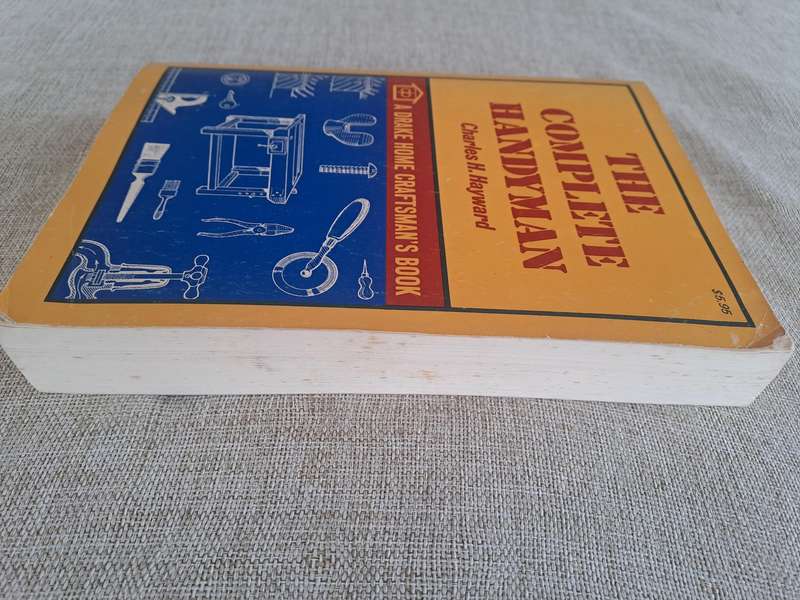 $5.95
THE
COMPLETE
HANDYMAN
Charles H. Hayward
A DRAKE HOME CRAFTSMAN'S BOOK